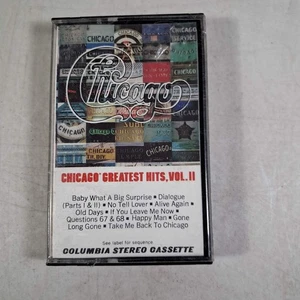 CHICAGO
CHICAGO
Chicago
CHICAGO' GREATEST HITS, VOL. II
Baby What A Big Surprise • Dialogue
(Parts I & II) • No Tell Lover • Alive Again •
Old Days • If You Leave Me Now •
Questions 67 & 68 • Happy Man • Gone
Long Gone • Take Me Back To Chicago
See label for sequence
COLUMBIA STEREO CASSETTE